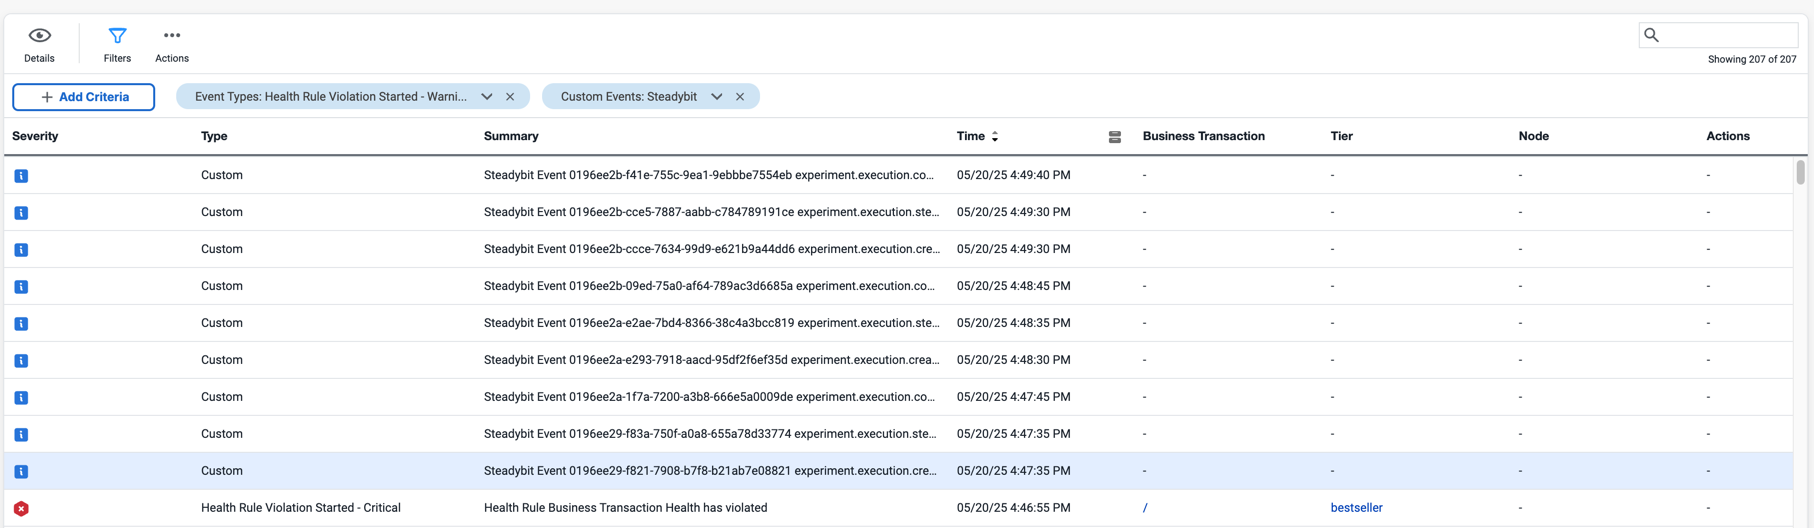 Details Filters Actions
Showing 207 of 207
+ Add Criteria Event Types: Health Rule Violation Started - Warni... Custom Events: Steadybit
Severity Type Summary Time Business Transaction Tier Node Actions
Custom Steadybit Event 0196ee2b-f41e-755c-9ea1-9ebbbe7554eb experiment.execution.co... 05/20/25 4:49:40 PM - - - -
Custom Steadybit Event 0196ee2b-cce5-7887-aabb-c784789191ce experiment.execution.ste... 05/20/25 4:49:30 PM - - - -
Custom Steadybit Event 0196ee2b-ccce-7634-99d9-e621b9a44dd6 experiment.execution.cre... 05/20/25 4:49:30 PM - - - -
Custom Steadybit Event 0196ee2b-09ed-75a0-af64-789ac3d6685a experiment.execution.co... 05/20/25 4:48:45 PM - - - -
Custom Steadybit Event 0196ee2a-e2ae-7bd4-8366-38c4a3bcc819 experiment.execution.ste... 05/20/25 4:48:35 PM - - - -
Custom Steadybit Event 0196ee2a-e293-7918-aacd-95df2f6ef35d experiment.execution.crea... 05/20/25 4:48:30 PM - - - -
Custom Steadybit Event 0196ee2a-1f7a-7200-a3b8-666e5a0009de experiment.execution.co... 05/20/25 4:47:45 PM - - - -
Custom Steadybit Event 0196ee29-f83a-750f-a0a8-655a78d33774 experiment.execution.ste... 05/20/25 4:47:35 PM - - - -
Custom Steadybit Event 0196ee29-f821-7908-b7f8-b21ab7e08821 experiment.execution.cre... 05/20/25 4:47:35 PM - - - -
Health Rule Violation Started - Critical Health Rule Business Transaction Health has violated 05/20/25 4:46:55 PM / bestseller - -